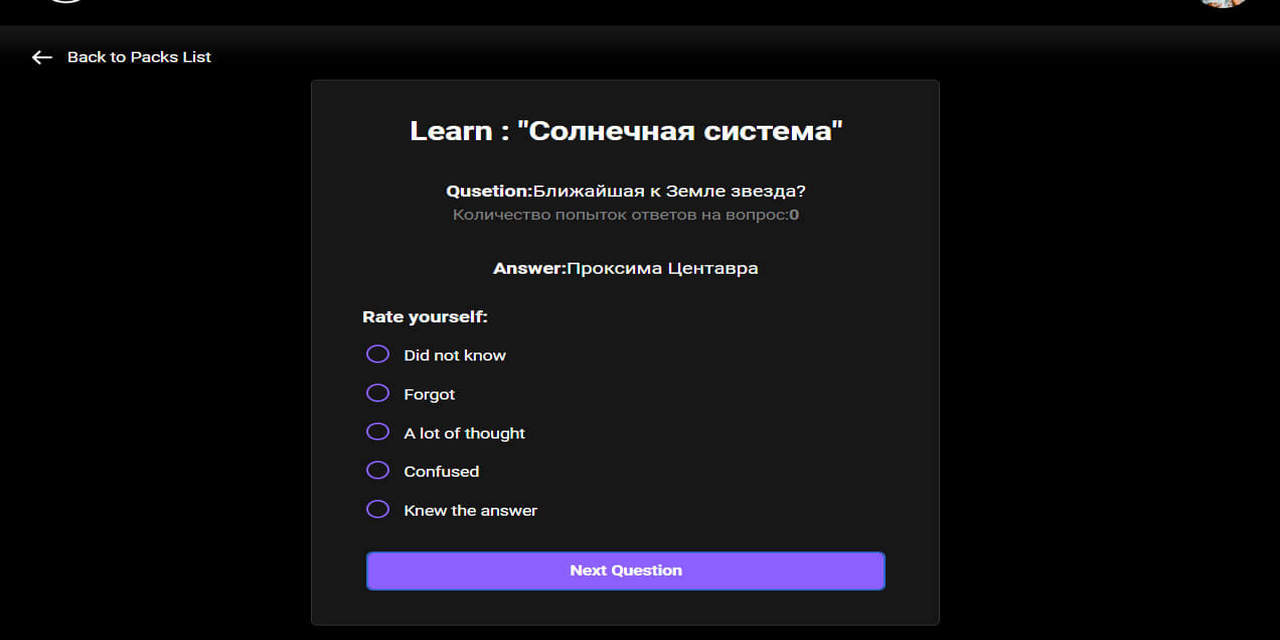 Back to Packs List
Learn : "Солнечная система"
Qusetion:Ближайшая к Земле звезда?
Количество попыток ответов на вопрос:0
Answer:Проксима Центавра
Rate yourself:
Did not know
Forgot
A lot of thought
Confused
Knew the answer
Next Question